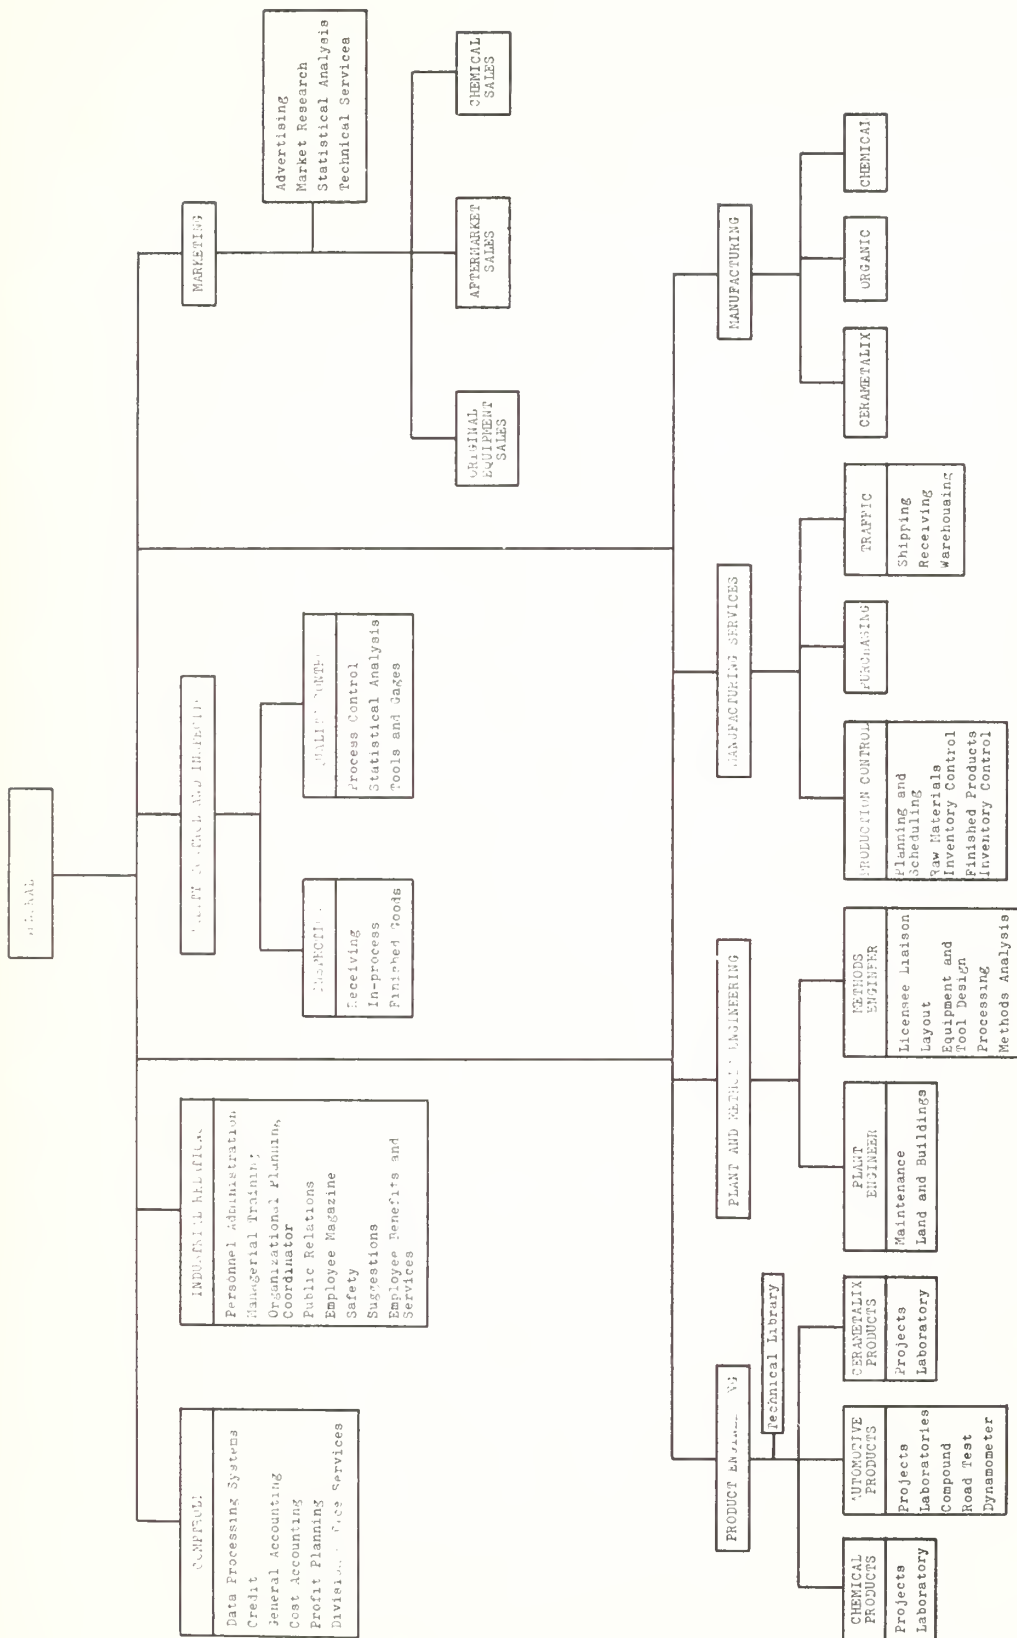 COMPTROLL
Data Processing Systems
Credit
General Accounting
Cost Accounting
Profit Planning
Services
INDUSTRIAL RELATIONS
Personnel Administration
Managerial Training
Organizational Planning
Coordinator
Public Relations
Employee Magazine
Safety
Suggestions
Employee Benefits and
Services
AND
Receiving
In-process
Finished Goods
Process Control
Statistical Analysis
Tools and Gages
MARKETING
Advertising
Market Research
Statistical Analysis
Technical Servicea
ORIGINAL
EQUIPMENT
SALES
AFTERMARKET
SALES
CHEMICAL
SALES
PRODUCT
Technical Library
CHEMICAL
PRODUCTS
Projects
Laboratory
AUTOMOTIVE
PRODUCTS
Projects
Laboratories
Compound
Road Test
Dynamometer
CERAMETALIX
PRODUCTS
Projects
Laboratory
PLANT AND METHODS ENGINEERING
PLANT
ENGINEER
Maintenance
Land and Buildings
METHODS
ENGINEER
Licensee Liaison
Layout
Equipment and
Tool Design
Processing
Methods Analysis
MANUFACTURING SERVICES
PRODUCTION CONTROL
Planning and
Scheduling
Raw Materials
Inventory Control
Finished Products
Inventory Control
PURCHASING
TRAFFIC
Shipping
Receiving
Warehouaing
MANUFACTURING
CERAMETALIX
ORGANIC
CHEMICAL